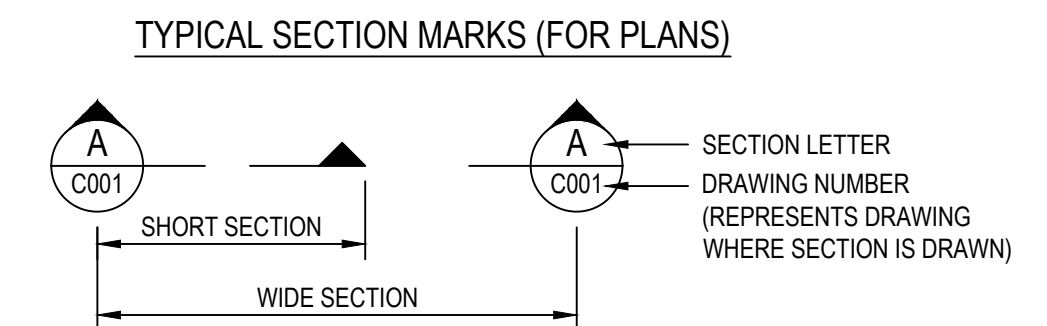 TYPICAL SECTION MARKS (FOR PLANS)
A
C001
SHORT SECTION
WIDE SECTION
A
C001
SECTION LETTER
DRAWING NUMBER
(REPRESENTS DRAWING
WHERE SECTION IS DRAWN)